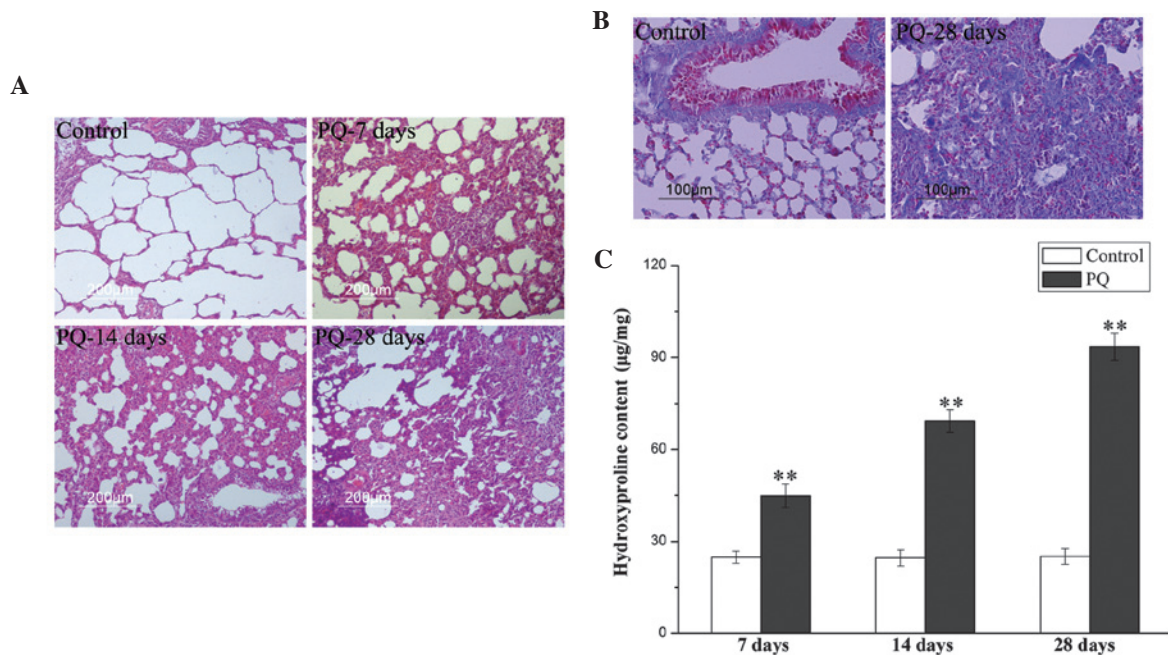 A
Control
PQ-7 days
200μm
200μm
PQ-14 days
PQ-28 days
200μm
200μm
B
Control
PQ-28 days
100μm
100μm
C
120
90
60
30
0
Hydroxyproline content (μg/mg)
Control
PQ
**
**
**
7 days
14 days
28 days